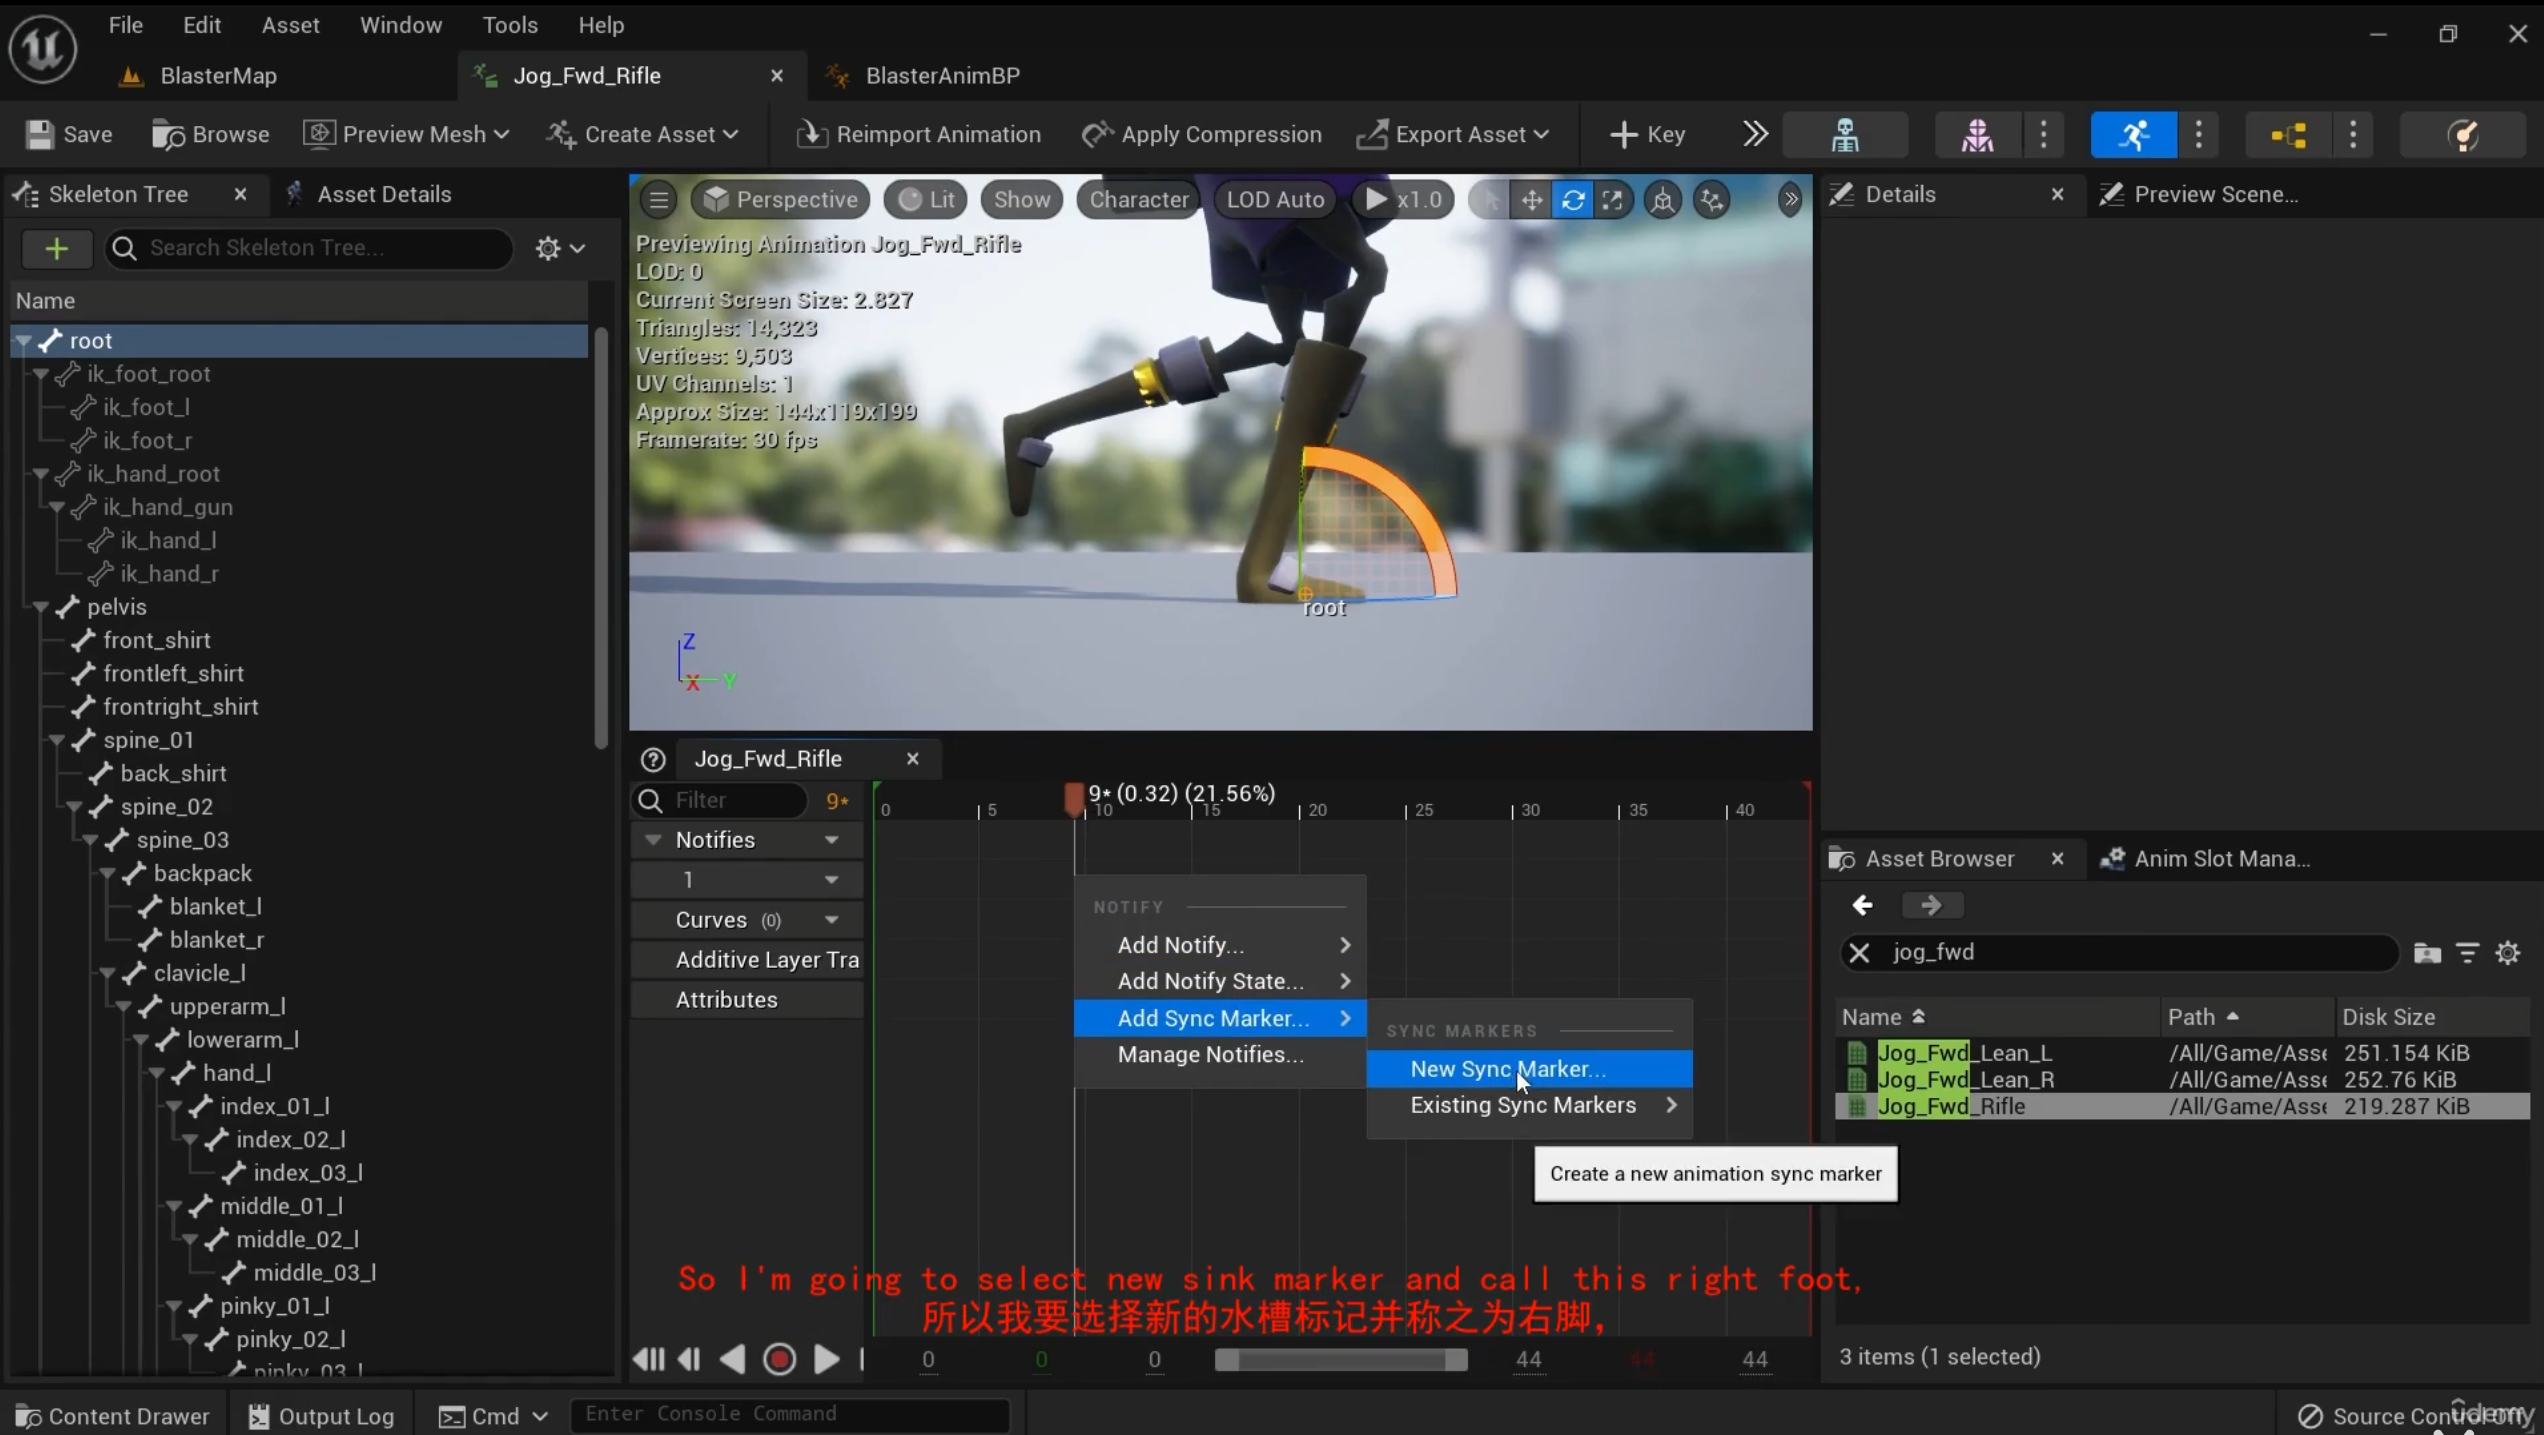 File Edit Asset Window Tools Help
BlasterMap Jog_Fwd_Rifle BlasterAnimBP
Save Browse Preview Mesh Create Asset Reimport Animation Apply Compression Export Asset Key
Skeleton Tree Asset Details
Search Skeleton Tree...
Name
root
ik_foot_root
ik_foot_l
ik_foot_r
ik_hand_root
ik_hand_gun
ik_hand_l
ik_hand_r
pelvis
front_shirt
frontleft_shirt
frontright_shirt
spine_01
back_shirt
spine_02
spine_03
backpack
blanket_l
blanket_r
clavicle_l
upperarm_l
lowerarm_l
hand_l
index_01_l
index_02_l
index_03_l
middle_01_l
middle_02_l
middle_03_l
pinky_01_l
pinky_02_l
pinky_03_l
Perspective Lit Show Character LOD Auto x1.0
Previewing Animation Jog_Fwd_Rifle
LOD: 0
Current Screen Size: 2.827
Triangles: 14,323
Vertices: 9,503
UV Channels: 1
Approx Size: 144x119x199
Framerate: 30 fps
root
Z
X Y
Jog_Fwd_Rifle
Filter 9*
9* (0.32) (21.56%)
0 5 10 15 20 25 30 35 40
Notifies
1
Curves (0)
Additive Layer Tra
Attributes
NOTIFY
Add Notify...
Add Notify State...
Add Sync Marker...
Manage Notifies...
SYNC MARKERS
New Sync Marker...
Existing Sync Markers
Create a new animation sync marker
So I'm going to select new sink marker and call this right foot,
所以我要选择新的水槽标记并称之为右脚，
0 0 0 44 44 44
Details Preview Scene...
Asset Browser Anim Slot Mana...
jog_fwd
Name Path Disk Size
Jog_Fwd_Lean_L /All/Game/Asse 251.154 KiB
Jog_Fwd_Lean_R /All/Game/Asse 252.76 KiB
Jog_Fwd_Rifle /All/Game/Asse 219.287 KiB
3 items (1 selected)
Content Drawer Output Log Cmd Enter Console Command Source Control Off
udemy